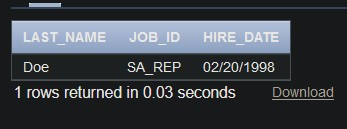 LAST_NAME JOB_ID HIRE_DATE
Doe SA_REP 02/20/1998
1 rows returned in 0.03 seconds Download